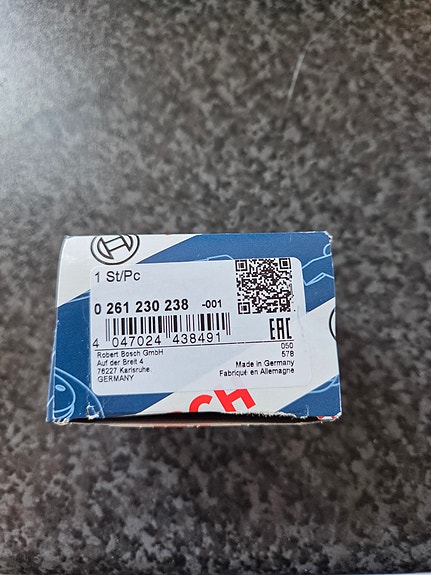 1 St/Pc
0 261 230 238 -001
4 047024 438491
EAC
050
578
Robert Bosch GmbH
Auf der Breit 4
76227 Karlsruhe
GERMANY
Made in Germany
Fabriqué en Allemagne
ch